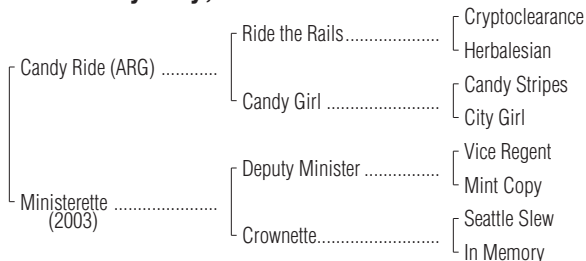 Cryptoclearance
Ride the Rails
Herbalesian
Candy Ride (ARG)
Candy Stripes
Candy Girl
City Girl
Vice Regent
Deputy Minister
Mint Copy
Ministerette
(2003)
Seattle Slew
Crownette
In Memory